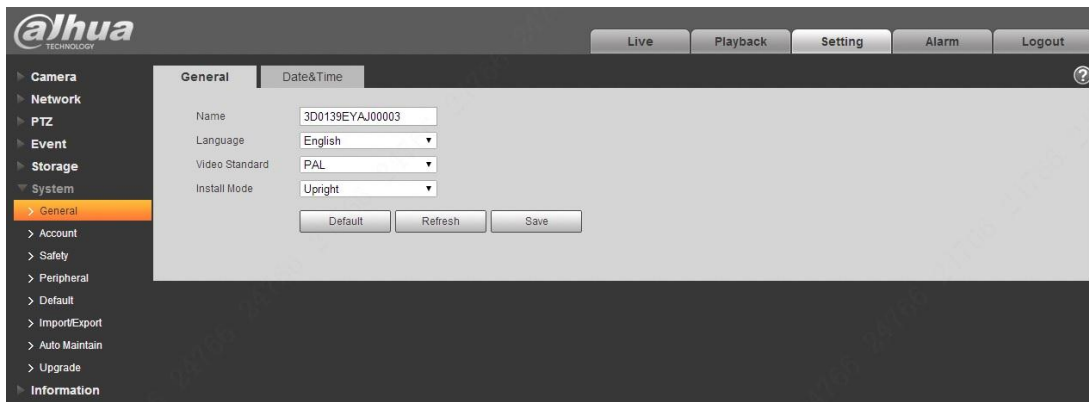 alhua
TECHNOLOGY
Live Playback Setting Alarm Logout
Camera
Network
PTZ
Event
Storage
System
> General
> Account
> Safety
> Peripheral
> Default
> Import/Export
> Auto Maintain
> Upgrade
Information
General Date&Time
?
Name 3D0139EYAJ00003
Language English
Video Standard PAL
Install Mode Upright
Default Refresh Save